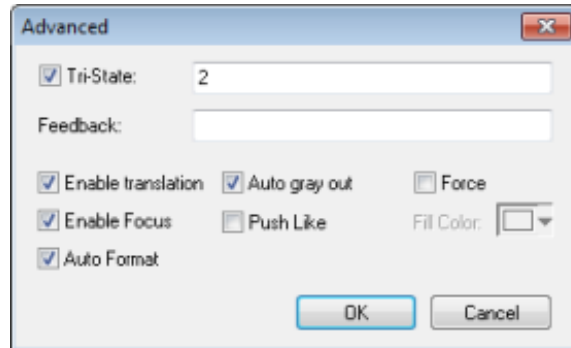 Advanced
Tri-State: 2
Feedback:
Enable translation Auto gray out Force
Enable Focus Push Like Fill Color:
Auto Format
OK Cancel